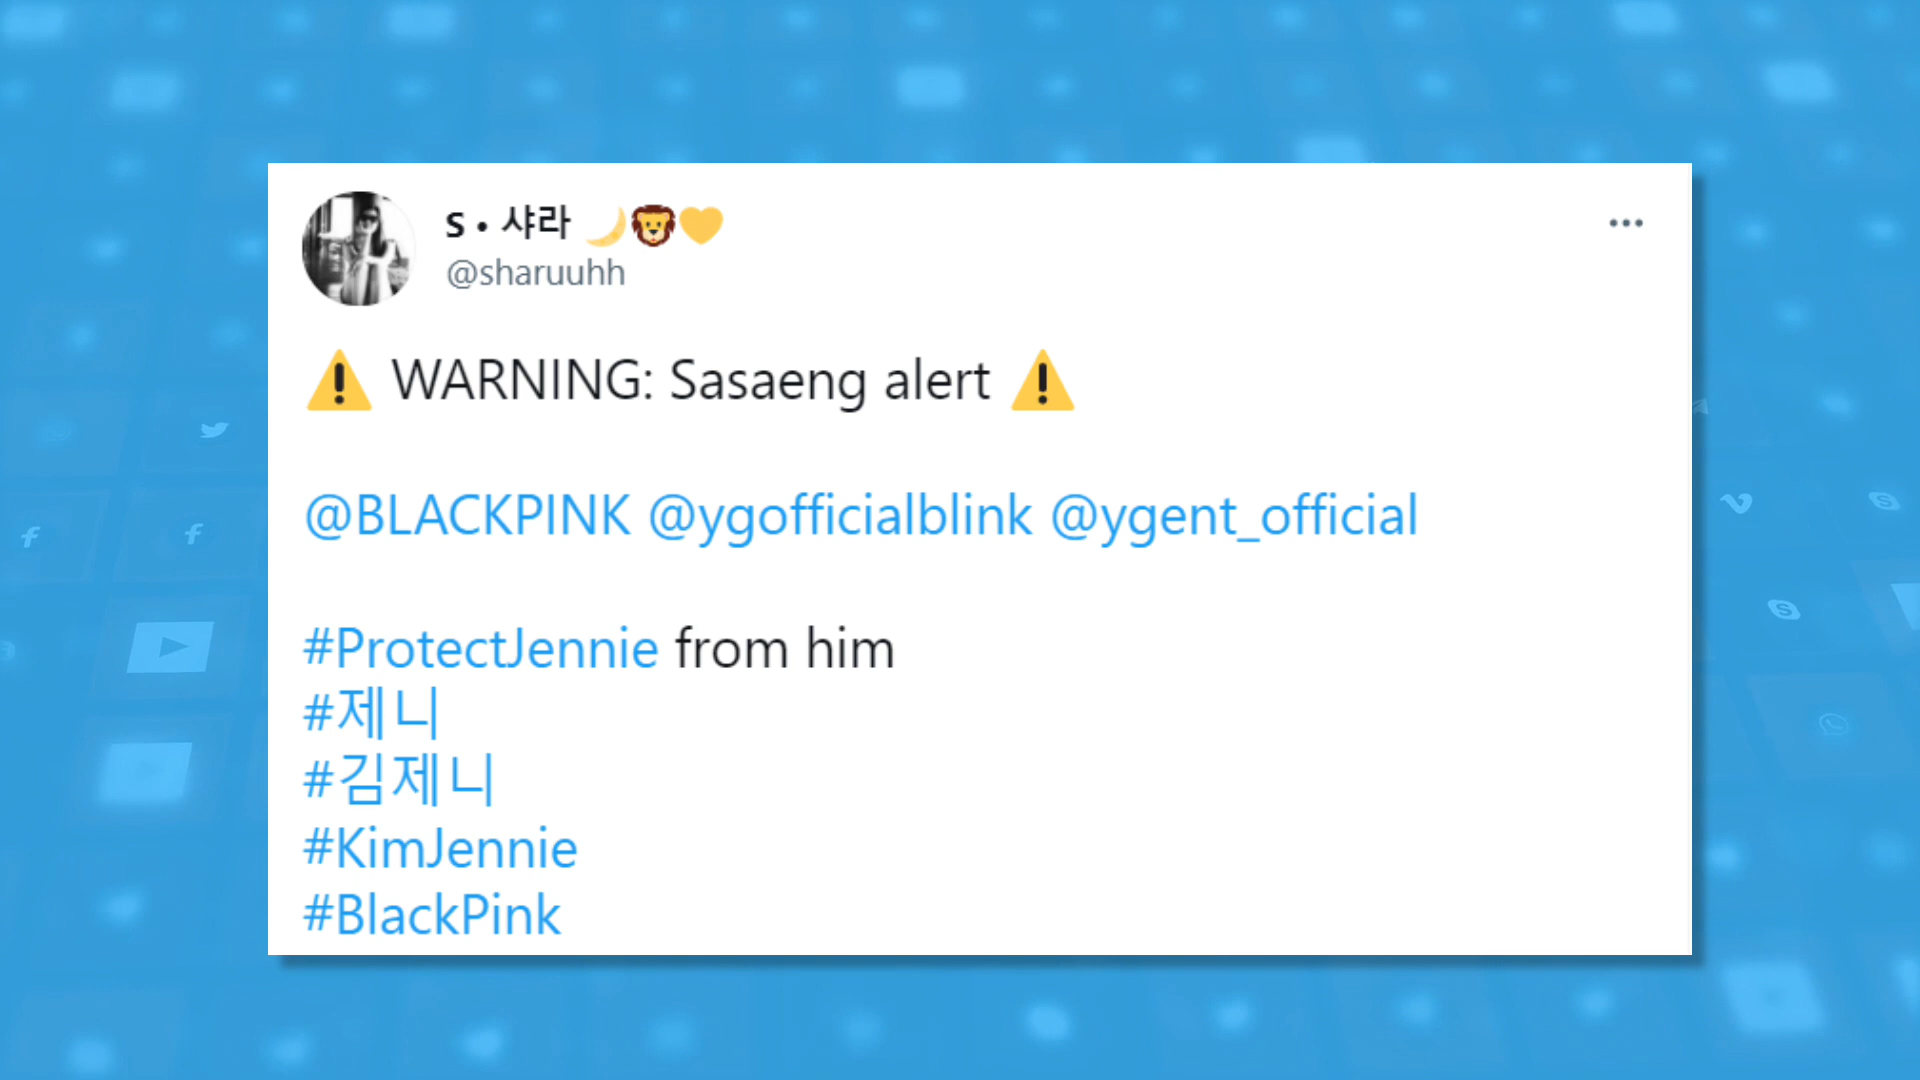 s • 샤라 🌙🦁💛
@sharuuhh
⚠️ WARNING: Sasaeng alert ⚠️
@BLACKPINK @ygofficialblink @ygent_official
#ProtectJennie from him
#제니
#김제니
#KimJennie
#BlackPink